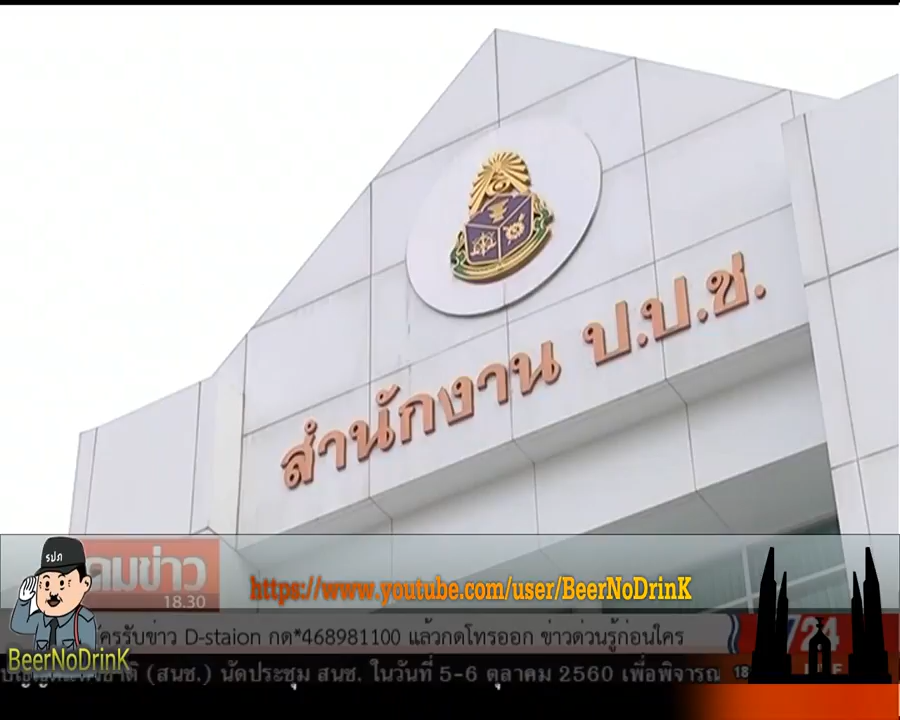 สำนักงาน ป.ป.ช.
รปภ
คมข่าว
18.30
https://www.youtube.com/user/BeerNoDrinK
ครรับข่าว D-staion กด*468981100 แล้วกดโทรออก ข่าวด่วนรู้ก่อนใคร
/24
BeerNoDrinK
(สนช.) นัดประชุม สนช. ในวันที่ 5-6 ตุลาคม 2560 เพื่อพิจารณ